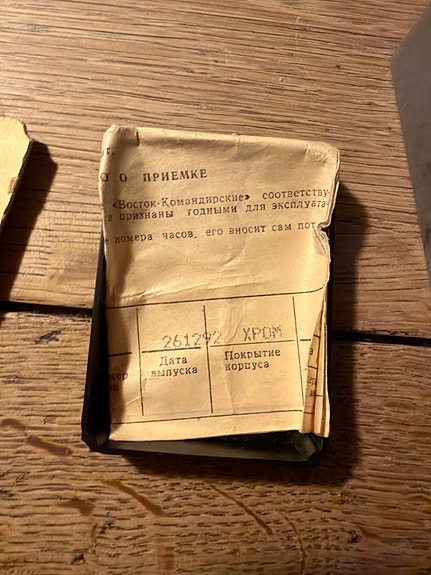 О О ПРИЕМКЕ
«Восток-Командирские» соответству-
и признаны годными для эксплуата-
номера часов, его вносит сам пот
261292 ХРОМ
Дата Покрытие
выпуска корпуса